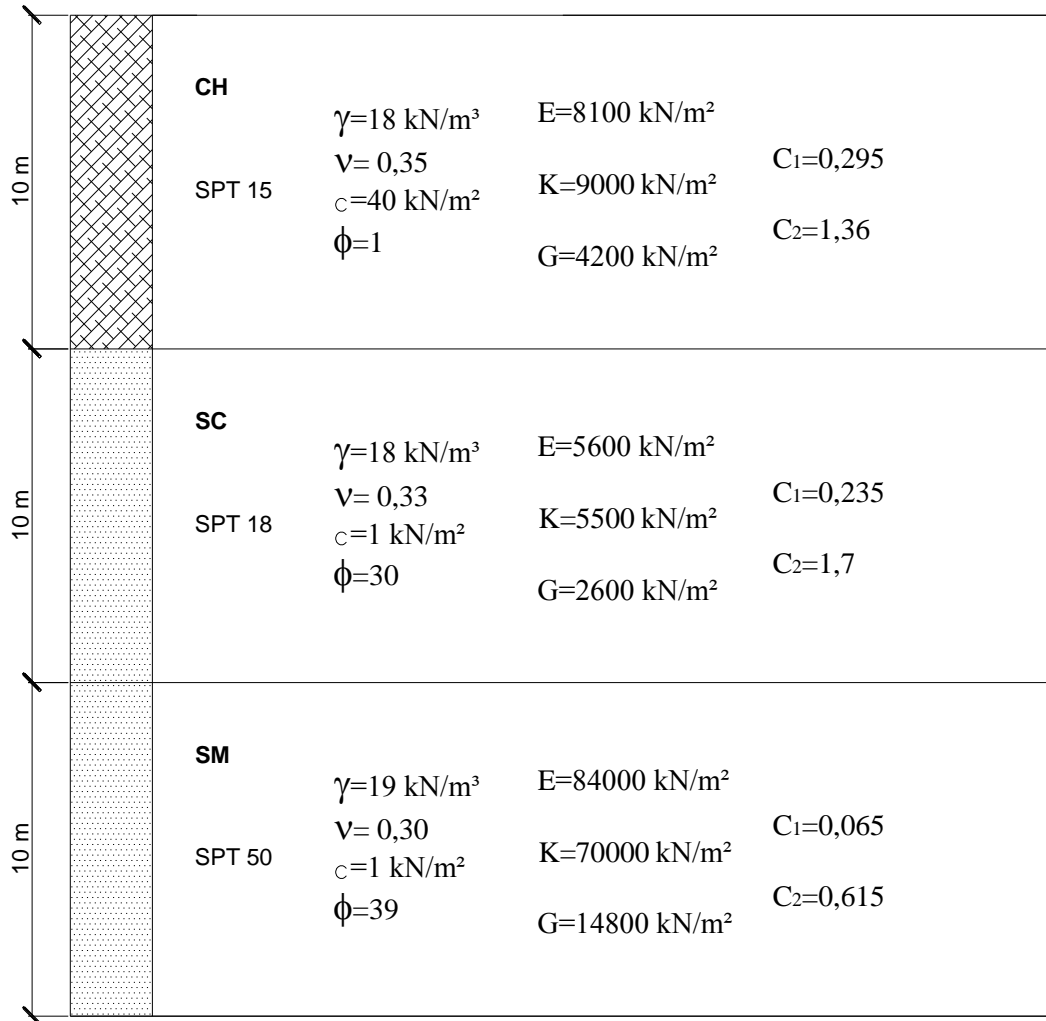 CH
γ=18 kN/m³
E=8100 kN/m²
ν= 0,35
C1=0,295
10 m
SPT 15
K=9000 kN/m²
c=40 kN/m²
C2=1,36
ϕ=1
G=4200 kN/m²
SC
γ=18 kN/m³
E=5600 kN/m²
ν= 0,33
C1=0,235
10 m
SPT 18
K=5500 kN/m²
c=1 kN/m²
C2=1,7
ϕ=30
G=2600 kN/m²
SM
γ=19 kN/m³
E=84000 kN/m²
ν= 0,30
C1=0,065
10 m
SPT 50
K=70000 kN/m²
c=1 kN/m²
C2=0,615
ϕ=39
G=14800 kN/m²